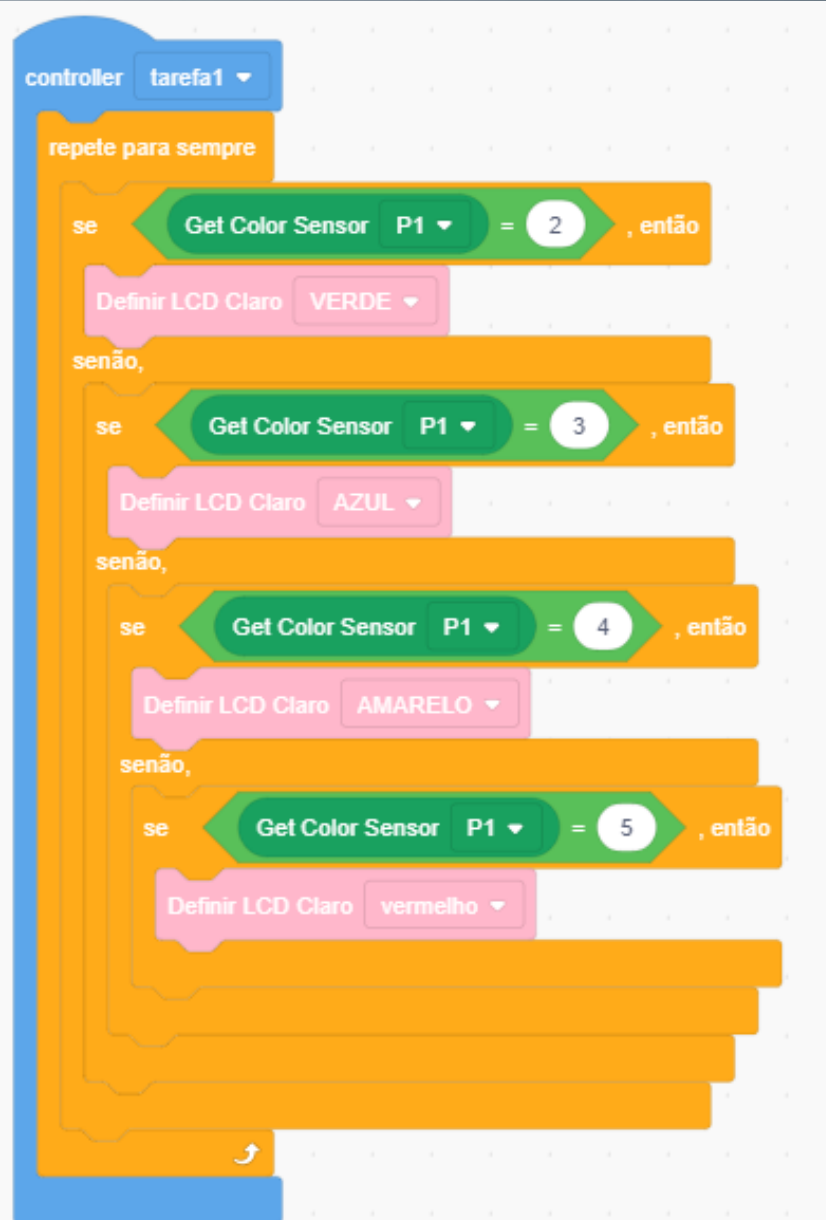 controller tarefa1
repete para sempre
se Get Color Sensor P1 = 2 , então
Definir LCD Claro VERDE
senão,
se Get Color Sensor P1 = 3 , então
Definir LCD Claro AZUL
senão,
se Get Color Sensor P1 = 4 , então
Definir LCD Claro AMARELO
senão,
se Get Color Sensor P1 = 5 , então
Definir LCD Claro vermelho